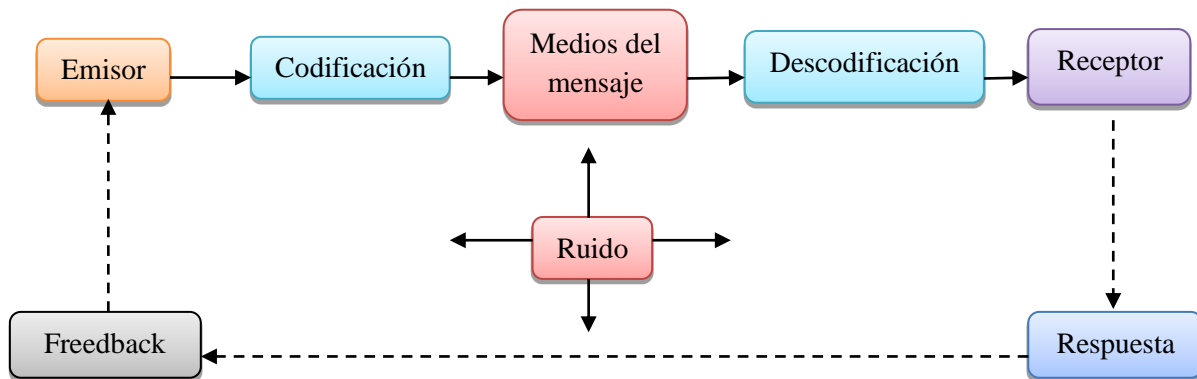 Emisor
Codificación
Medios del
mensaje
Descodificación
Receptor
Ruido
Freedback
Respuesta